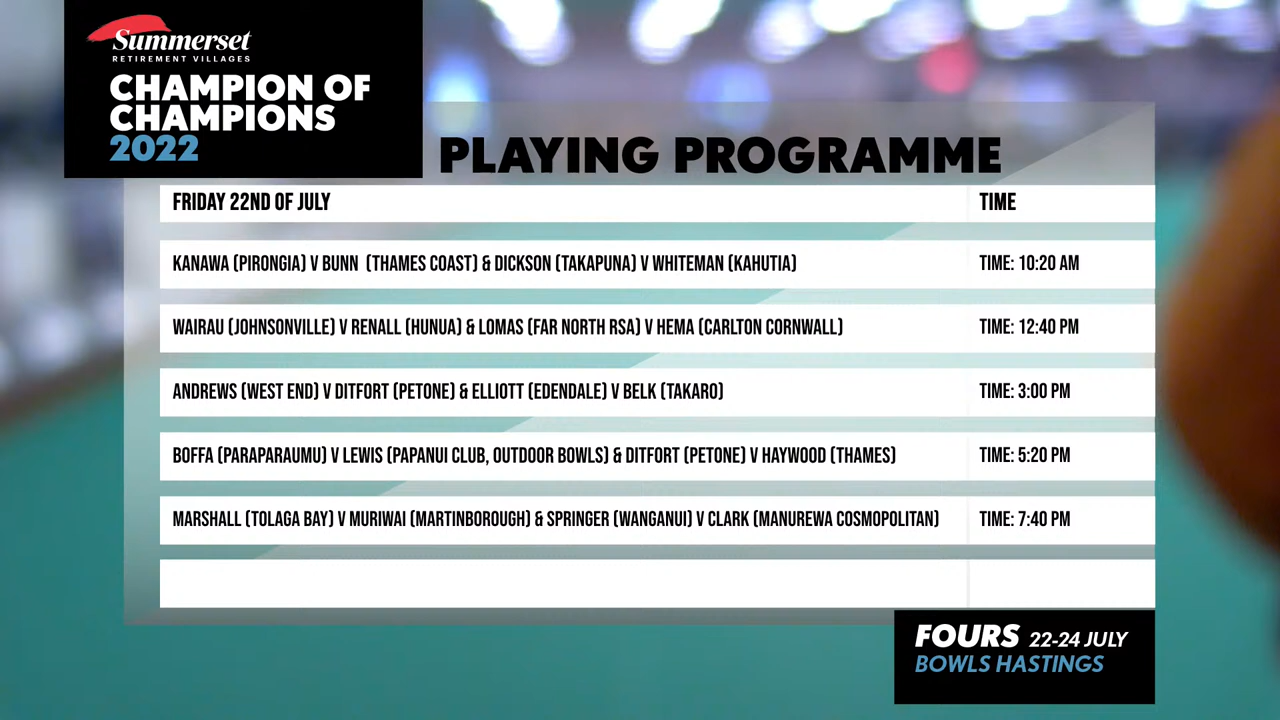 Summerset
RETIREMENT VILLAGES
CHAMPION OF
CHAMPIONS
2022
PLAYING PROGRAMME
FRIDAY 22ND OF JULY TIME
KANAWA (PIRONGIA) V BUNN (THAMES COAST) & DICKSON (TAKAPUNA) V WHITEMAN (KAHUTIA) TIME: 10:20 AM
WAIRAU (JOHNSONVILLE) V RENALL (HUNUA) & LOMAS (FAR NORTH RSA) V HEMA (CARLTON CORNWALL) TIME: 12:40 PM
ANDREWS (WEST END) V DITFORT (PETONE) & ELLIOTT (EDENDALE) V BELK (TAKARO) TIME: 3:00 PM
BOFFA (PARAPARAUMU) V LEWIS (PAPANUI CLUB, OUTDOOR BOWLS) & DITFORT (PETONE) V HAYWOOD (THAMES) TIME: 5:20 PM
MARSHALL (TOLAGA BAY) V MURIWAI (MARTINBOROUGH) & SPRINGER (WANGANUI) V CLARK (MANUREWA COSMOPOLITAN) TIME: 7:40 PM
FOURS 22-24 JULY
BOWLS HASTINGS